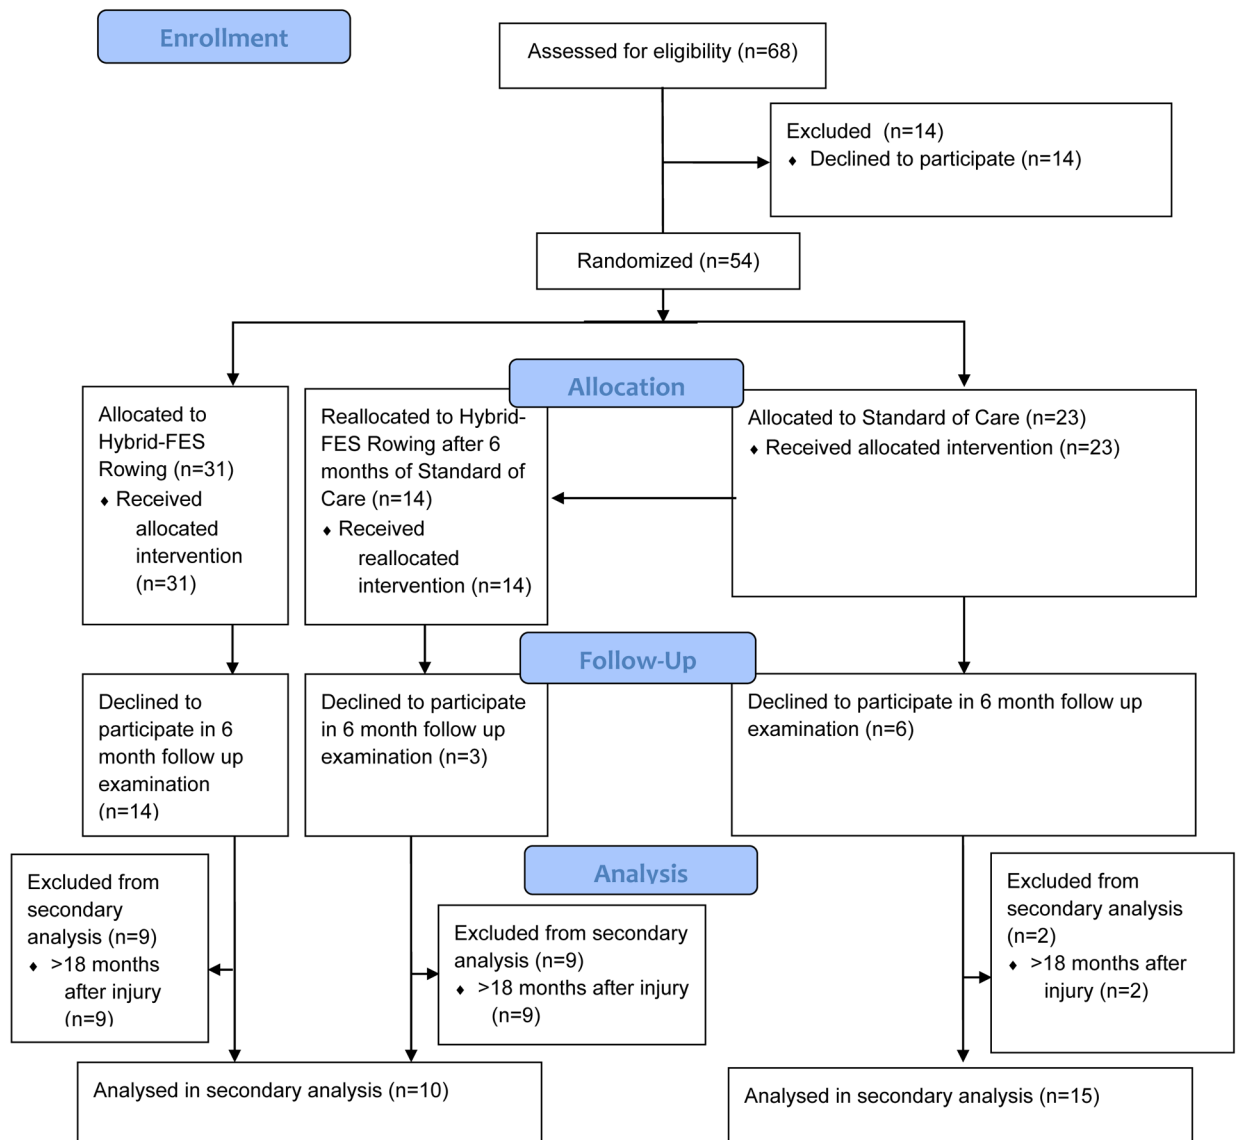 Enrollment
Assessed for eligibility (n=68)
Excluded (n=14)
♦ Declined to participate (n=14)
Randomized (n=54)
Allocation
Allocated to
Hybrid-FES
Rowing (n=31)
♦ Received
allocated
intervention
(n=31)
Reallocated to Hybrid-
FES Rowing after 6
months of Standard of
Care (n=14)
♦ Received
reallocated
intervention (n=14)
Allocated to Standard of Care (n=23)
♦ Received allocated intervention (n=23)
Follow-Up
Declined to
participate in 6
month follow up
examination
(n=14)
Declined to participate
in 6 month follow up
examination (n=3)
Declined to participate in 6 month follow up
examination (n=6)
Analysis
Excluded from
secondary
analysis (n=9)
♦ >18 months
after injury
(n=9)
Excluded from secondary
analysis (n=9)
♦ >18 months after injury
(n=9)
Excluded from
secondary analysis
(n=2)
♦ >18 months after
injury (n=2)
Analysed in secondary analysis (n=10)
Analysed in secondary analysis (n=15)